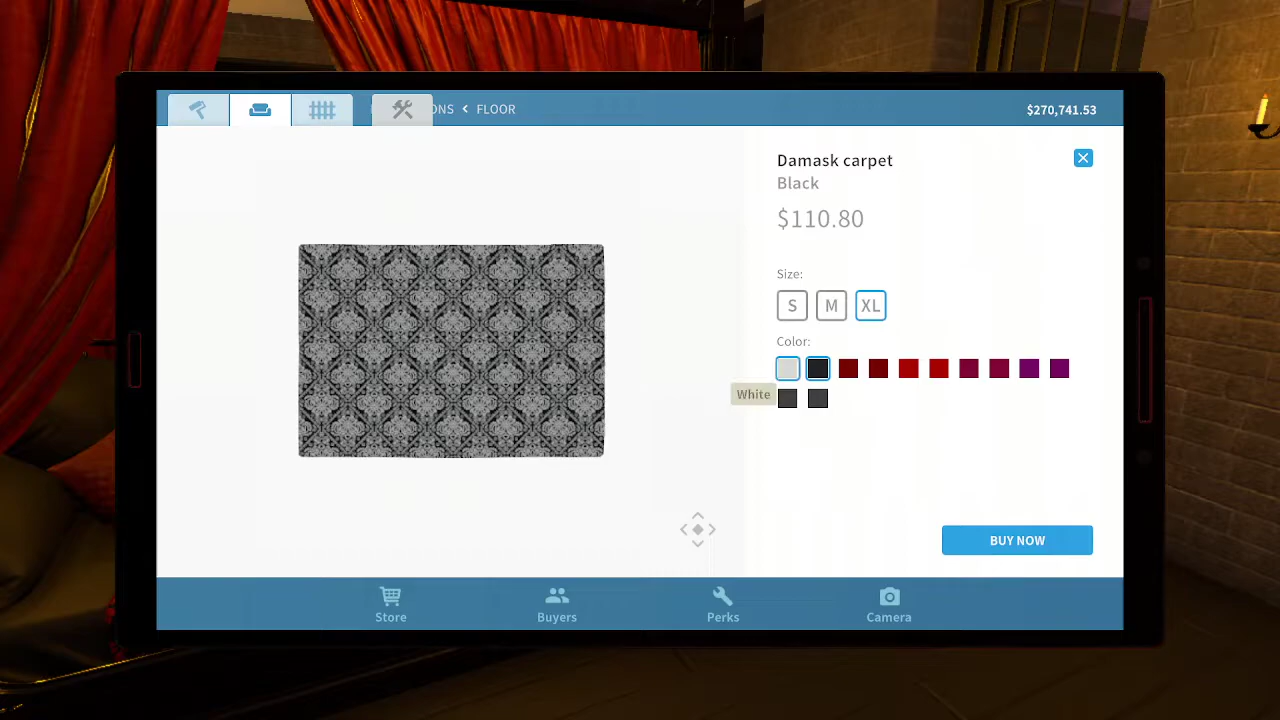 ONS < FLOOR
$270,741.53
Damask carpet
Black
$110.80
Size:
S M XL
Color:
White
BUY NOW
Store Buyers Perks Camera